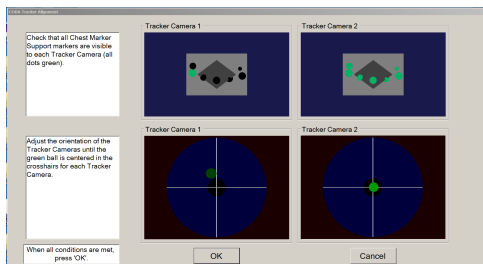 CODA Tracker Alignment
Tracker Camera 1
Tracker Camera 2
Check that all Chest Marker
Support markers are visible
to each Tracker Camera (all
dots green).
Tracker Camera 1
Tracker Camera 2
Adjust the orientation of the
Tracker Cameras until the
green ball is centered in the
crosshairs for each Tracker
Camera.
When all conditions are met,
press 'OK'.
OK
Cancel